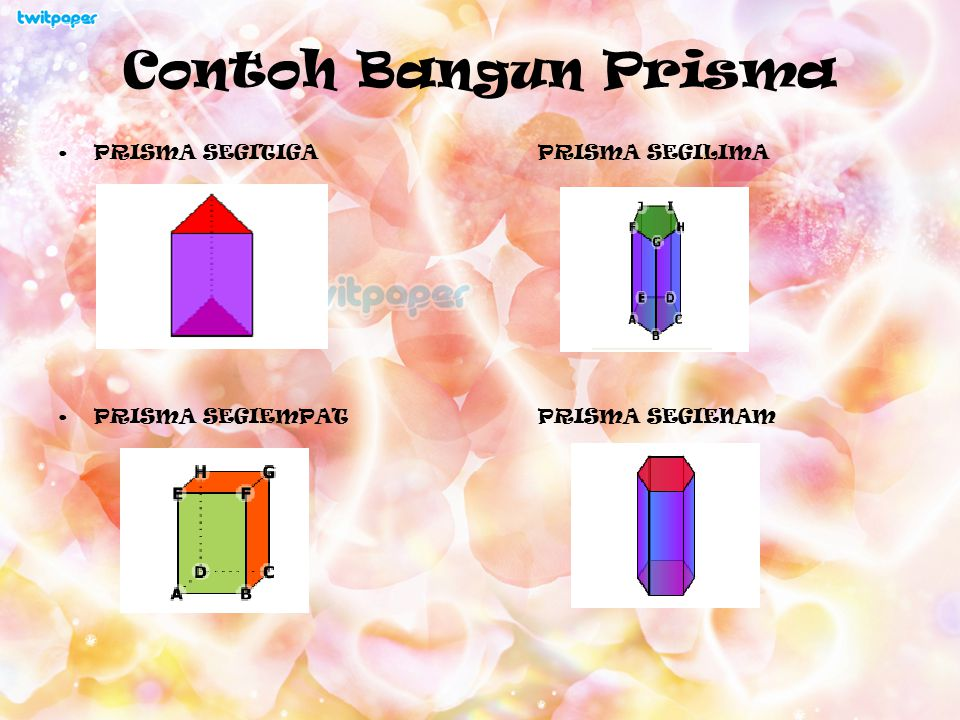 twitpaper
Contoh Bangun Prisma
• PRISMA SEGITIGA PRISMA SEGILIMA
J I
F H
G
E D
A C
B
twitpaper
• PRISMA SEGIEMPAT PRISMA SEGIENAM
H G
E F
D C
A B